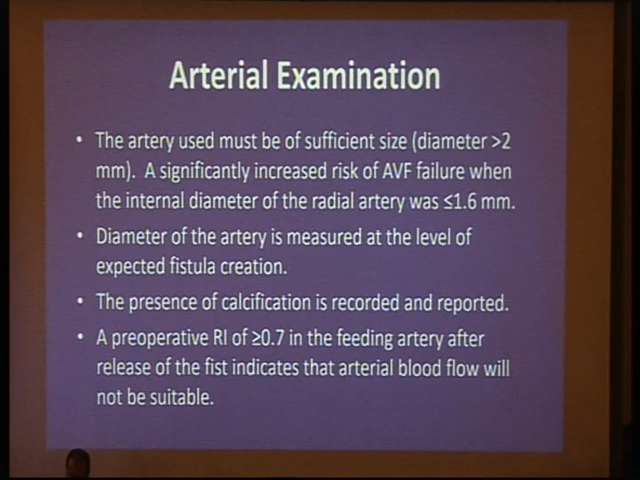 Arterial Examination
• The artery used must be of sufficient size (diameter >2
mm). A significantly increased risk of AVF failure when
the internal diameter of the radial artery was ≤1.6 mm.
• Diameter of the artery is measured at the level of
expected fistula creation.
• The presence of calcification is recorded and reported.
• A preoperative RI of ≥0.7 in the feeding artery after
release of the fist indicates that arterial blood flow will
not be suitable.